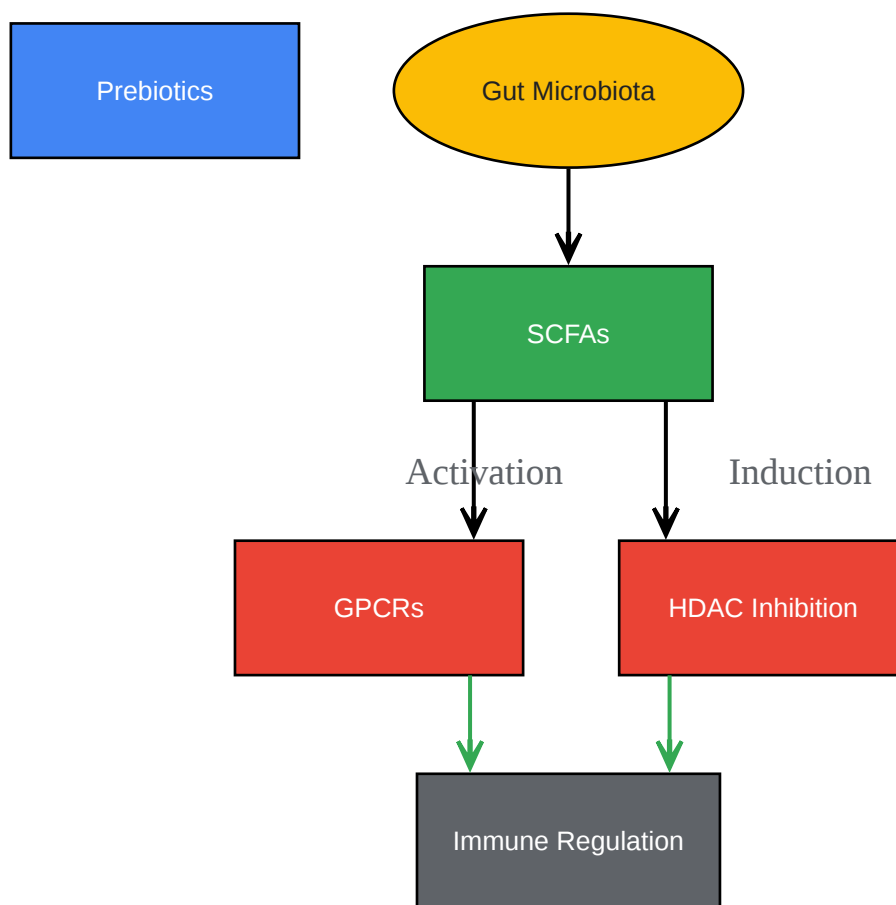 Prebiotics
Gut Microbiota
SCFAs
Activation
Induction
GPCRs
HDAC Inhibition
Immune Regulation